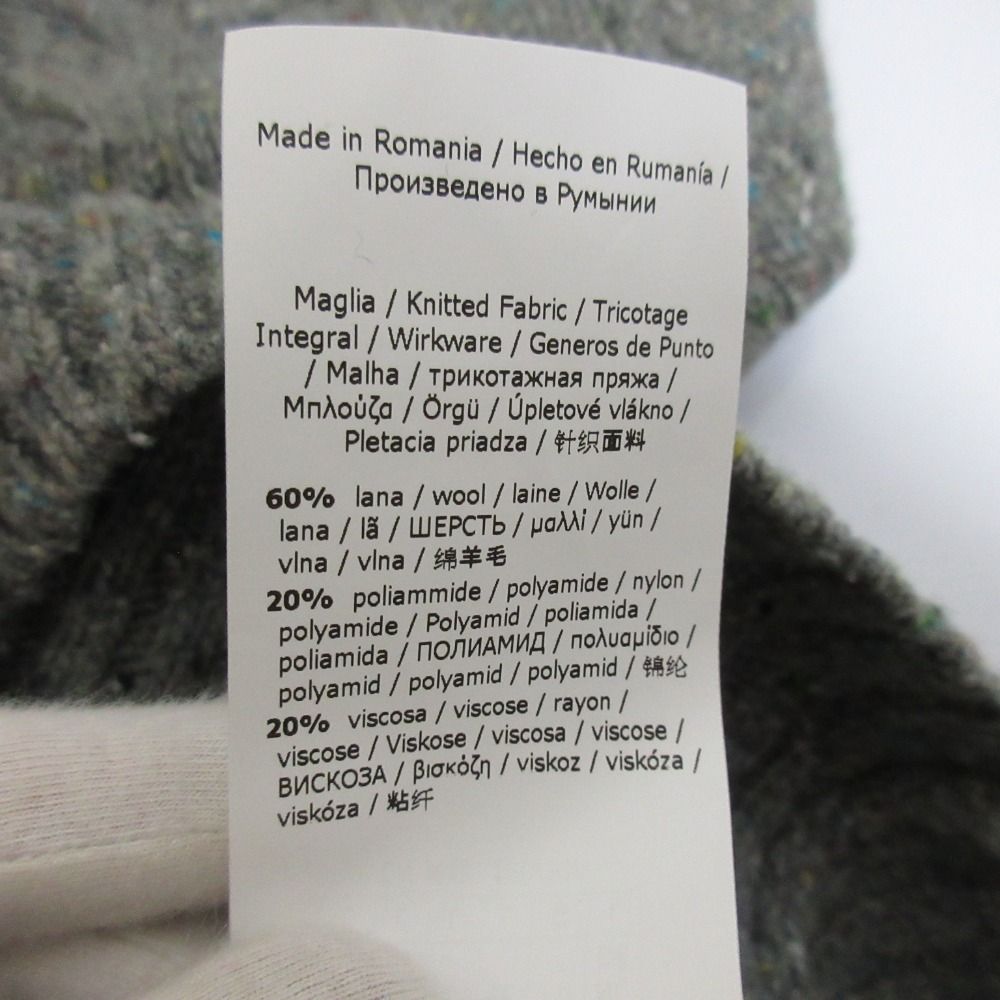 Made in Romania / Hecho en Rumanía /
Произведено в Румынии
Maglia / Knitted Fabric / Tricotage
Integral / Wirkware / Generos de Punto
/ Malha / трикотажная пряжа /
Μπλούζα / Örgü / Úpletové vlákno /
Pletacia priadza / 针织面料
60% lana / wool / laine / Wolle /
lana / lã / ШЕРСТЬ / μαλλί / yün /
vlna / vlna / 绵羊毛
20% poliammide / polyamide / nylon /
polyamide / Polyamid / poliamida /
poliamida / ПОЛИАМИД / πολυαμίδιο /
polyamid / polyamid / polyamid / 锦纶
20% viscosa / viscose / rayon /
viscose / Viskose / viscosa / viscose /
ВИСКОЗА / βισκόζη / viskoz / viskóza /
viskóza / 粘纤